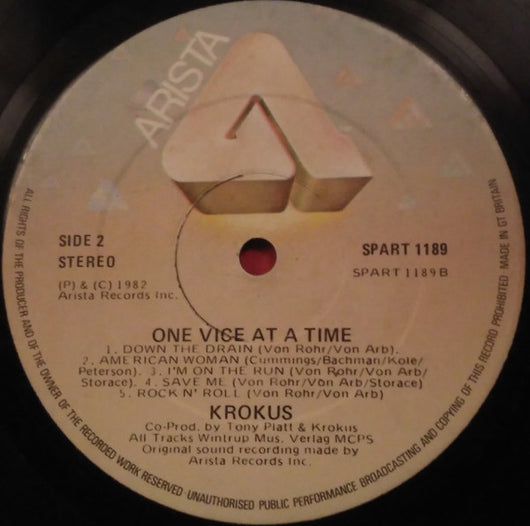 ARISTA
SIDE 2
STEREO
SPART 1189
SPART 1189B
(P) & (C) 1982
Arista Records Inc.
ONE VICE AT A TIME
1. DOWN THE DRAIN (Von Rohr/Von Arb).
2. AMERICAN WOMAN (Cummings/Bachman/Kole/
Peterson). 3. I'M ON THE RUN (Von Rohr/Von Arb/
Storace). 4. SAVE ME (Von Rohr/Von Arb/Storace)
5. ROCK N' ROLL (Von Rohr/Von Arb)
KROKUS
Co-Prod. by Tony Platt & Krokus
All Tracks Wintrup Mus. Verlag MCPS
Original sound recording made by
Arista Records Inc.
ALL RIGHTS OF THE PRODUCER AND OF THE OWNER OF THE RECORDED WORK RESERVED · UNAUTHORISED PUBLIC PERFORMANCE BROADCASTING AND COPYING OF THIS RECORD PROHIBITED · MADE IN GT BRITAIN